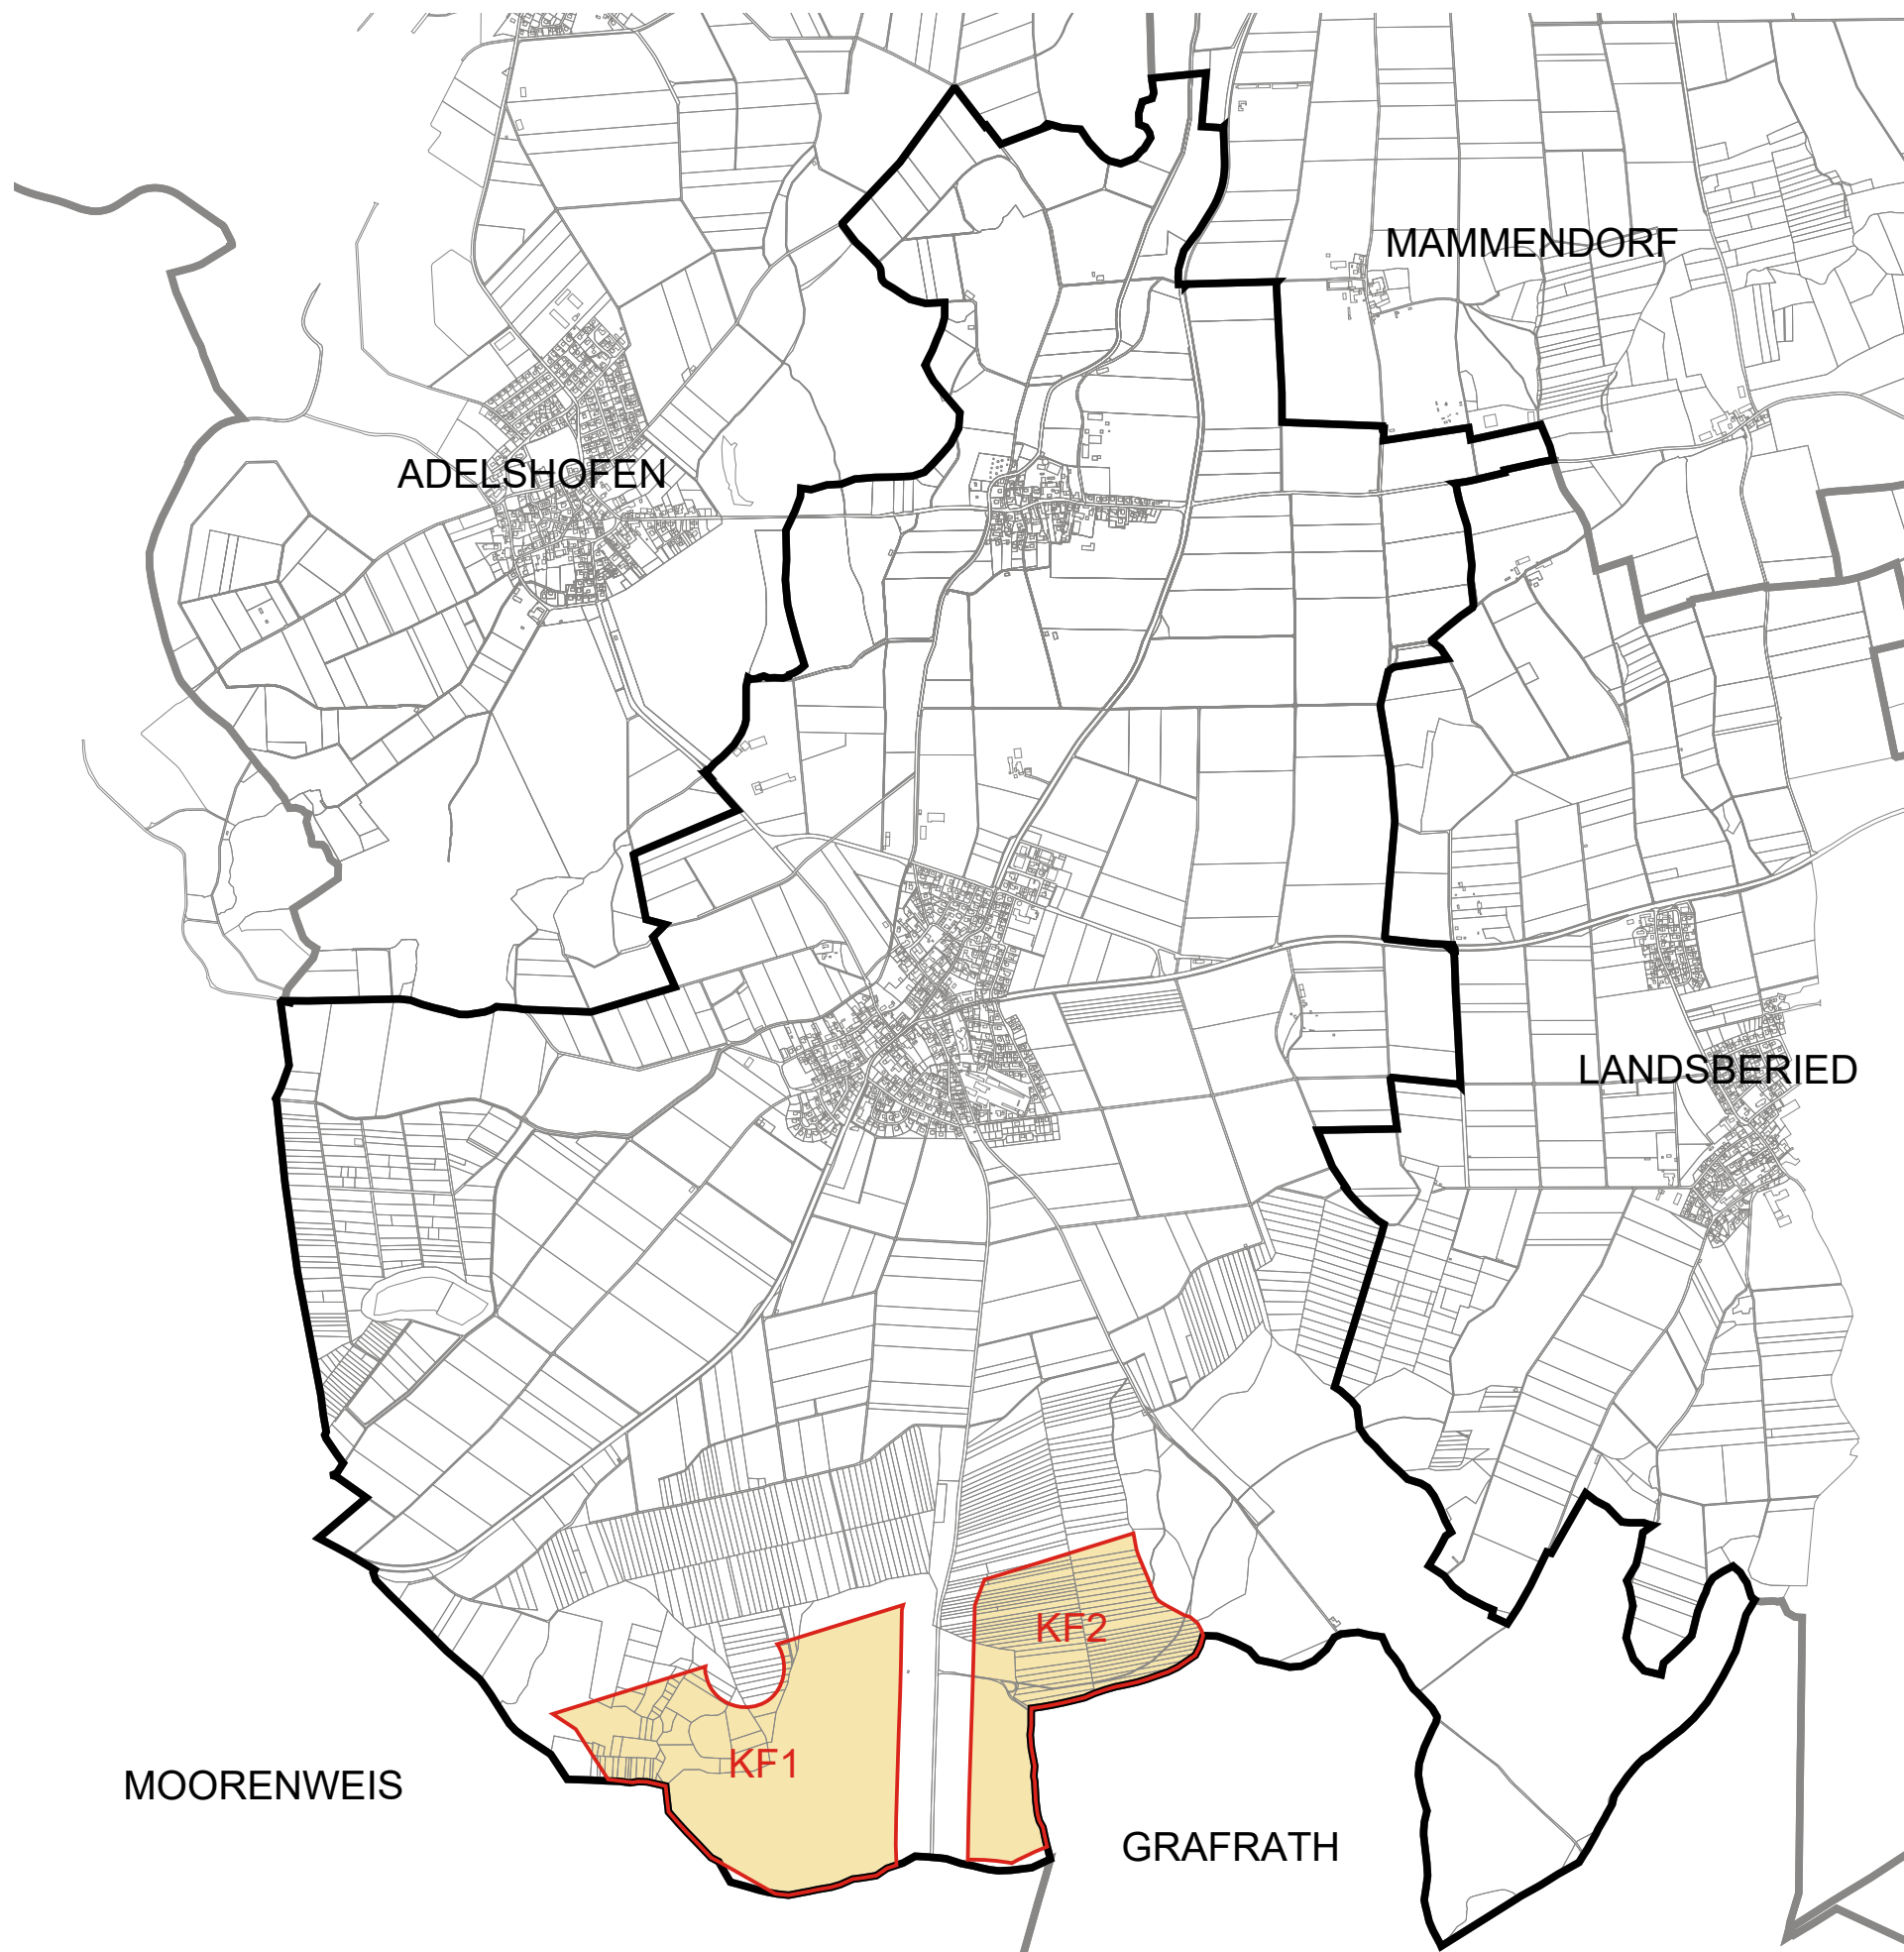 MAMMENDORF
ADELSHOFEN
LANDSBERIED
KF2
KF1
MOORENWEIS
GRAFRATH